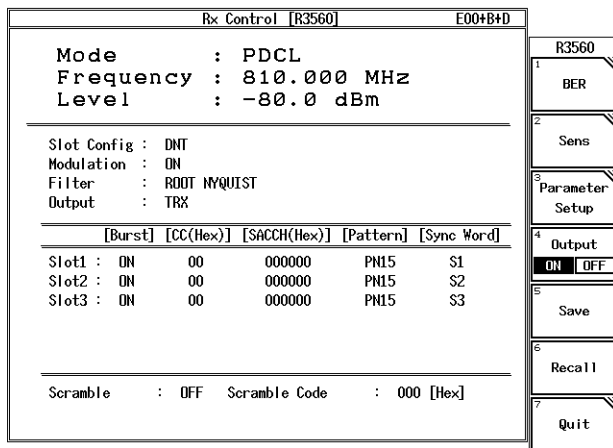 Rx Control [R3560] E00+B+D
Mode : PDCL
Frequency : 810.000 MHz
Level : -80.0 dBm
Slot Config : DNT
Modulation : ON
Filter : ROOT NYQUIST
Output : TRX
[Burst] [CC(Hex)] [SACCH(Hex)] [Pattern] [Sync Word]
Slot1 : ON 00 000000 PN15 S1
Slot2 : ON 00 000000 PN15 S2
Slot3 : ON 00 000000 PN15 S3
Scramble : OFF Scramble Code : 000 [Hex]
R3560
1
BER
2
Sens
3
Parameter
Setup
4
Output
ON OFF
5
Save
6
Recall
7
Quit